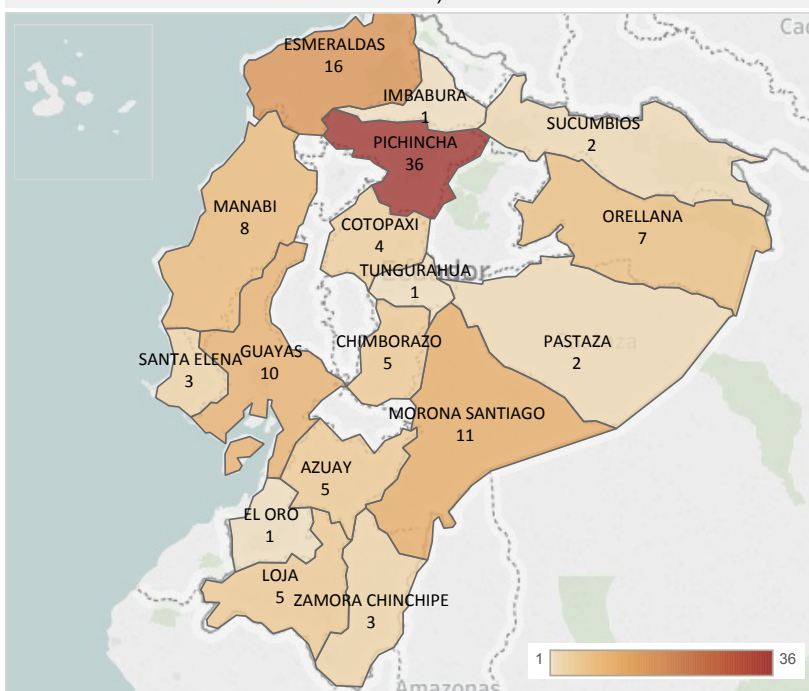 ESMERALDAS
16
IMBABURA
1
SUCUMBIOS
2
PICHINCHA
36
MANABI
8
ORELLANA
7
COTOPAXI
4
TUNGURAHUA
1
CHIMBORAZO
5
PASTAZA
2
SANTA ELENA
3
GUAYAS
10
MORONA SANTIAGO
11
AZUAY
5
EL ORO
1
LOJA
5
ZAMORA CHINCHIPE
3
1
36
Amazonas